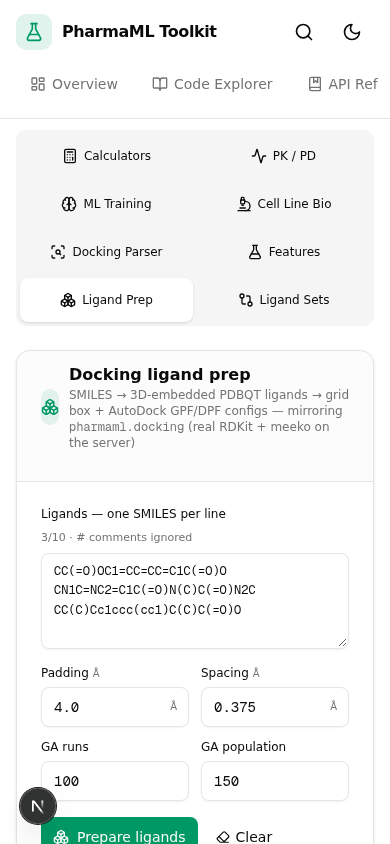 PharmaML Toolkit
Overview
Code Explorer
API Ref
Calculators
PK / PD
ML Training
Cell Line Bio
Docking Parser
Features
Ligand Prep
Ligand Sets
Docking ligand prep
SMILES → 3D-embedded PDBQT ligands → grid
box + AutoDock GPF/DPF configs — mirroring
pharmaml.docking (real RDKit + meeko on
the server)
Ligands — one SMILES per line
3/10 · # comments ignored
CC(=O)OC1=CC=CC=C1C(=O)O
CN1C=NC2=C1C(=O)N(C)C(=O)N2C
CC(C)Cc1ccc(cc1)C(C)C(=O)O
Padding Å
Spacing Å
4.0 Å
0.375 Å
GA runs
GA population
100
150
N
Prepare ligands
Clear